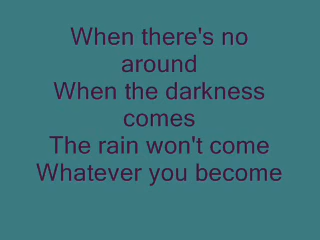 When there's no
around
When the darkness
comes
The rain won't come
Whatever you become